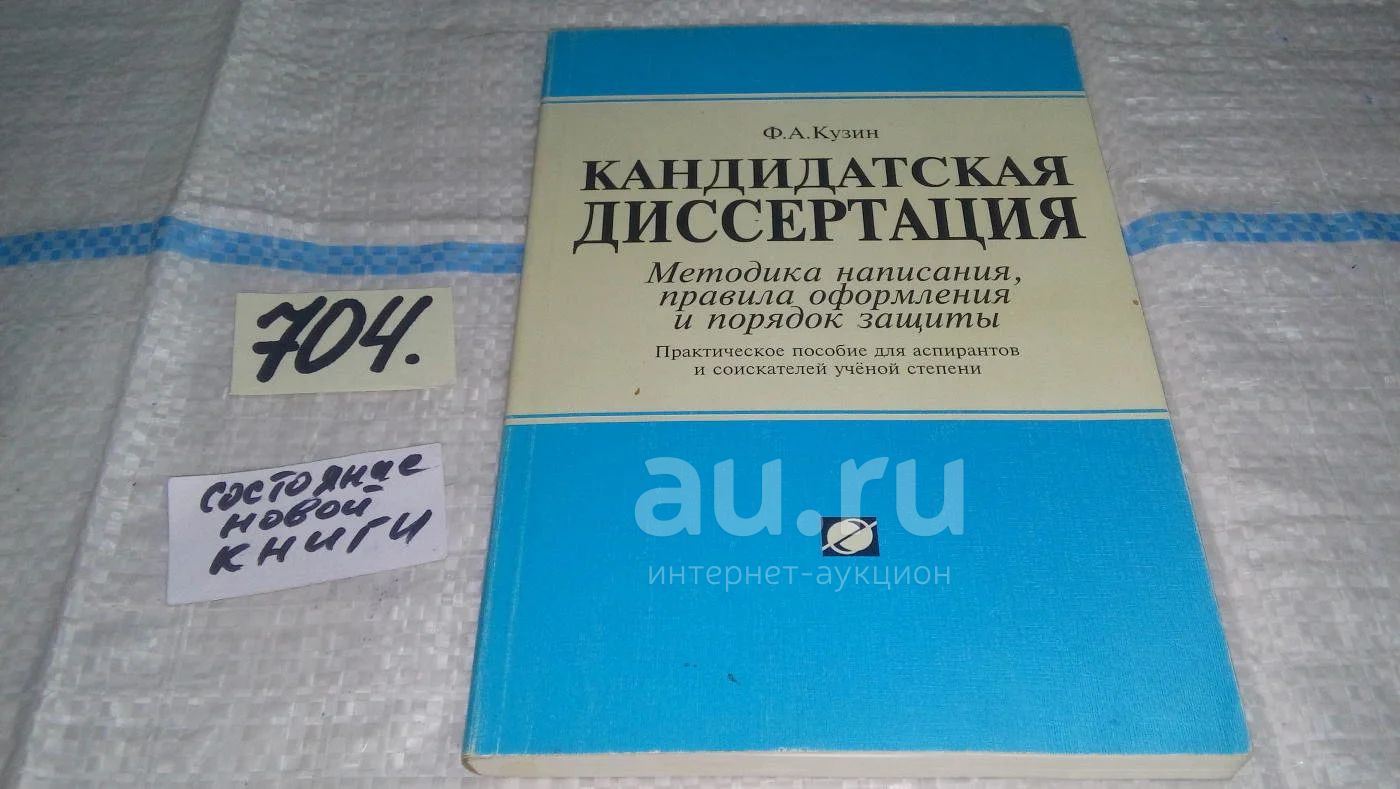 Ф.А.Кузин
КАНДИДАТСКАЯ
ДИССЕРТАЦИЯ
Методика написания,
правила оформления
и порядок защиты
Практическое пособие для аспирантов
и соискателей учёной степени
704.
состояние
новой
книги
au.ru
интернет-аукцион